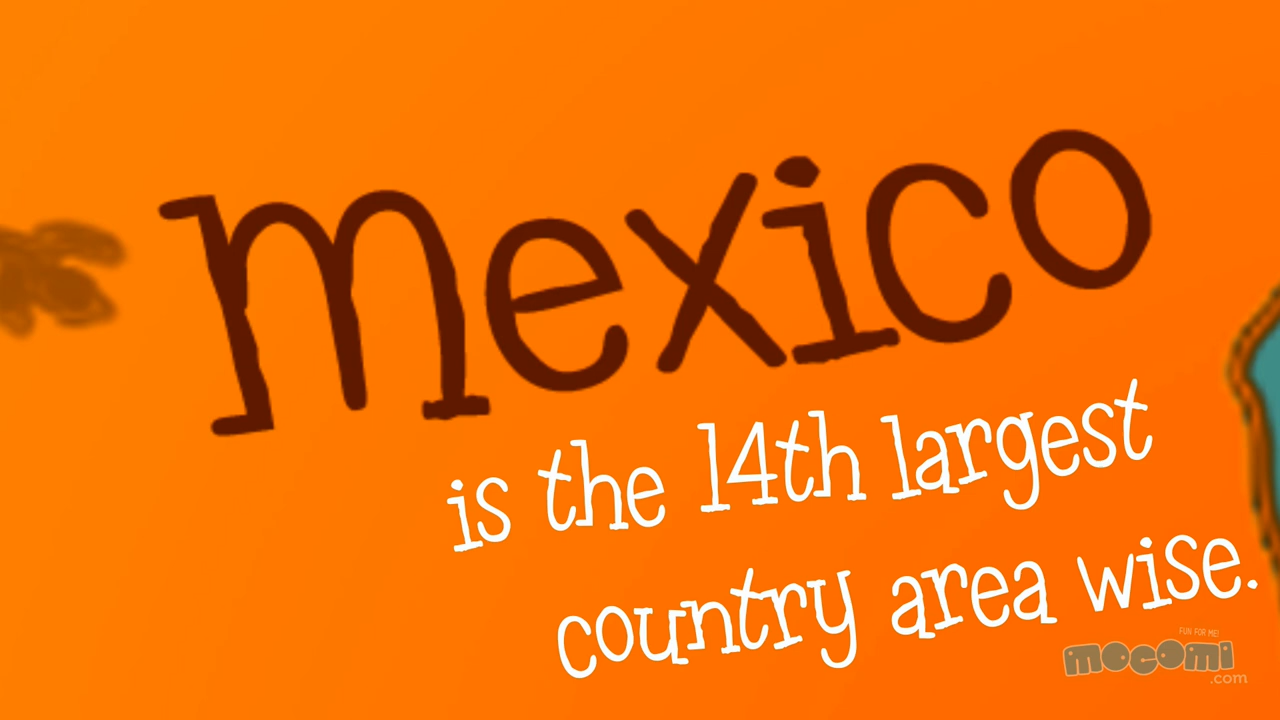 mexico
is the 14th largest
country area wise.
FUN FOR ME!
mocomi
.com